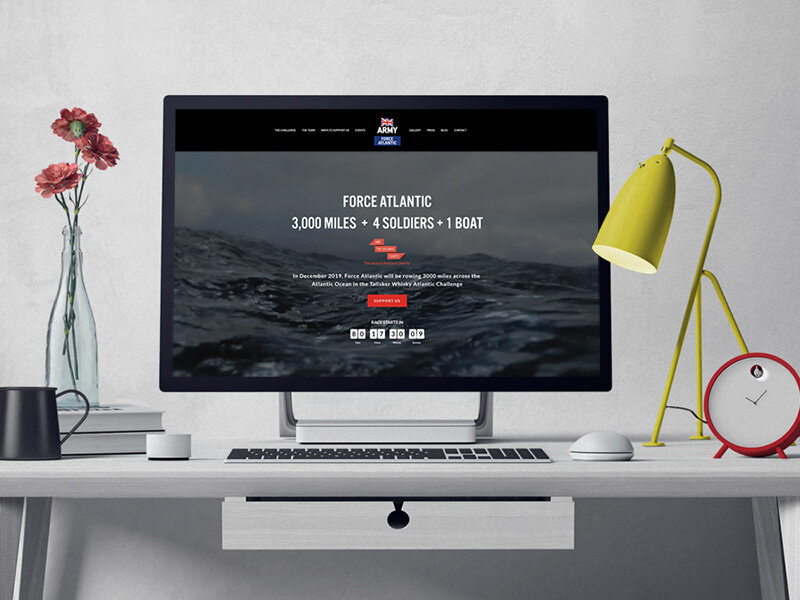 THE CHALLENGE THE TEAM WAYS TO SUPPORT US EVENTS
ARMY
FORCE
ATLANTIC
GALLERY PRESS BLOG CONTACT
FORCE ATLANTIC
3,000 MILES + 4 SOLDIERS + 1 BOAT
THE SOLDIERS'
CHARITY
The Army's National Charity
In December 2019, Force Atlantic will be rowing 3000 miles across the
Atlantic Ocean in the Talisker Whisky Atlantic Challenge
SUPPORT US
RACE STARTS IN
80 17 30 09
Days Hours Minutes Seconds